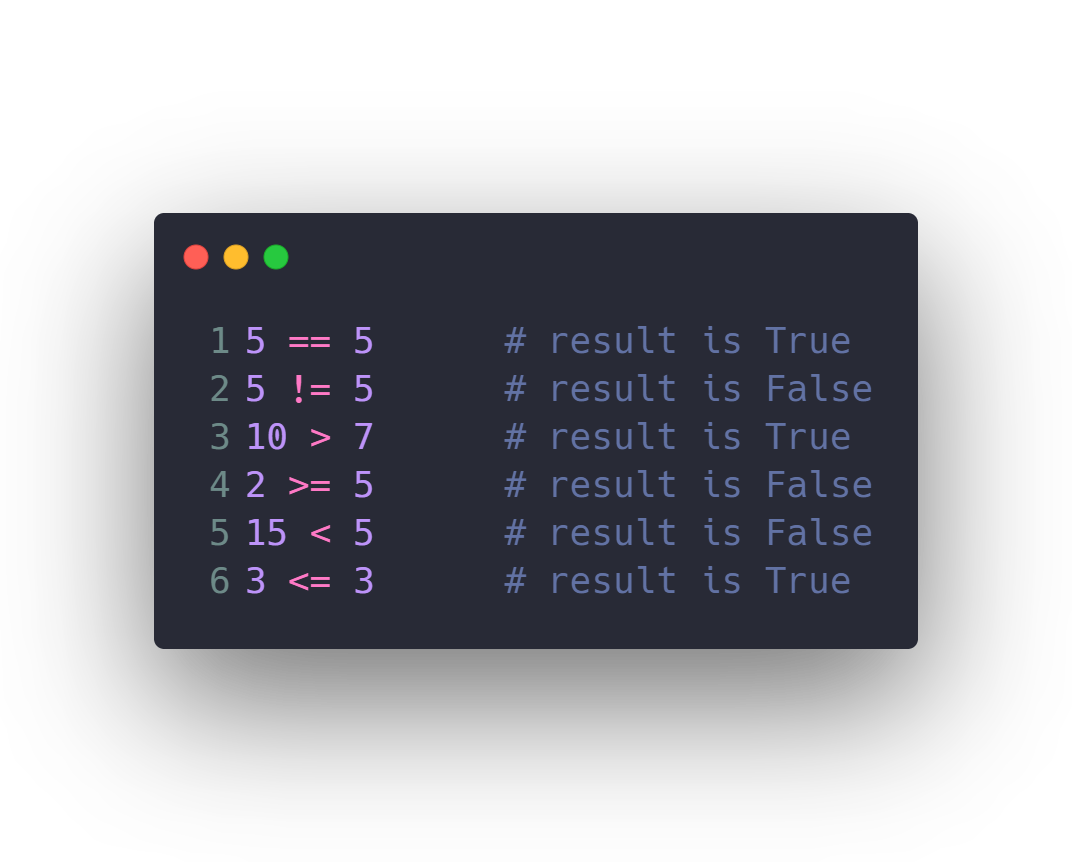 1 5 == 5      # result is True
2 5 != 5      # result is False
3 10 > 7      # result is True
4 2 >= 5      # result is False
5 15 < 5      # result is False
6 3 <= 3      # result is True